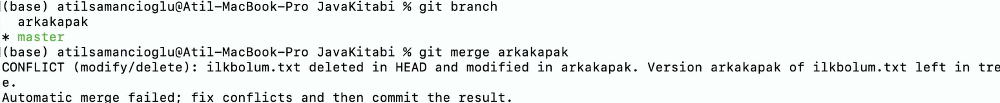 (base) atilsamancioglu@Atil-MacBook-Pro JavaKitabi % git branch
  arkakapak
* master
(base) atilsamancioglu@Atil-MacBook-Pro JavaKitabi % git merge arkakapak
CONFLICT (modify/delete): ilkbolum.txt deleted in HEAD and modified in arkakapak. Version arkakapak of ilkbolum.txt left in tre
e.
Automatic merge failed; fix conflicts and then commit the result.